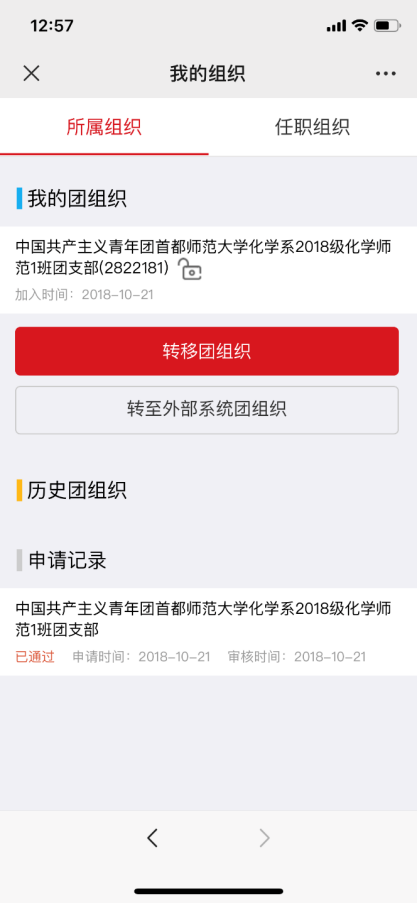 12:57
我的组织
所属组织 任职组织
我的团组织
中国共产主义青年团首都师范大学化学系2018级化学师
范1班团支部(2822181)
加入时间：2018-10-21
转移团组织
转至外部系统团组织
历史团组织
申请记录
中国共产主义青年团首都师范大学化学系2018级化学师
范1班团支部
已通过 申请时间：2018-10-21 审核时间：2018-10-21